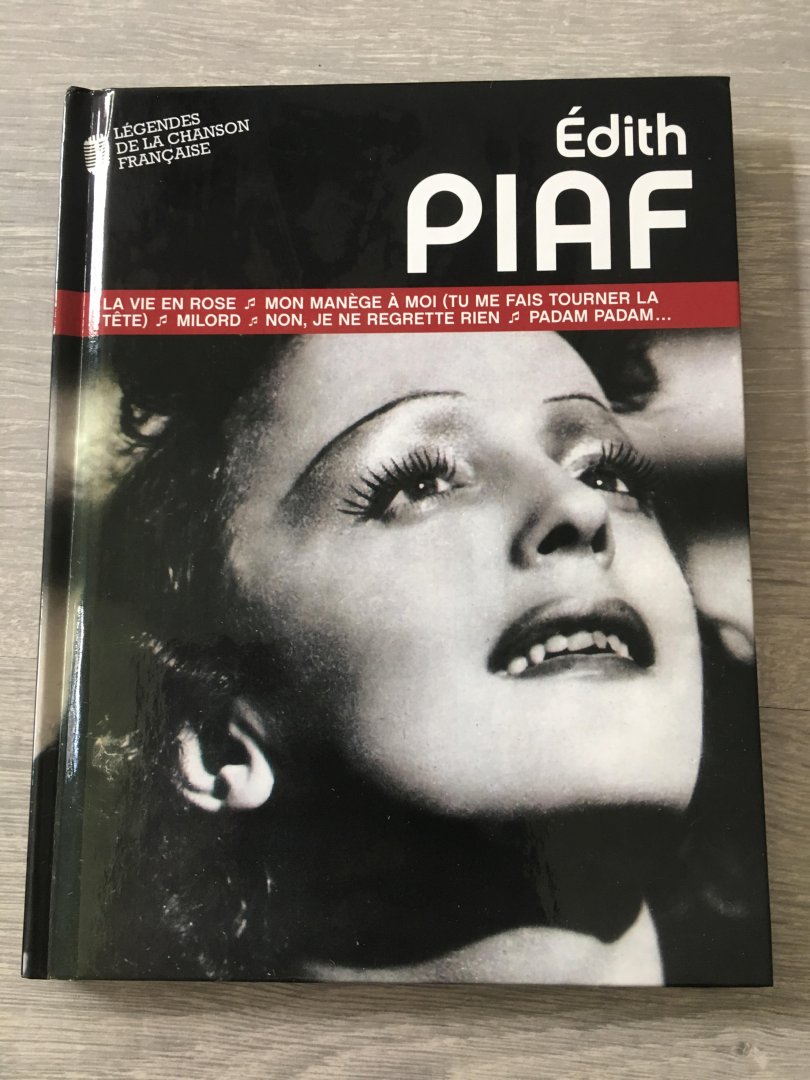 LÉGENDES
DE LA CHANSON
FRANÇAISE
Édith
PIAF
LA VIE EN ROSE ♫ MON MANÈGE À MOI (TU ME FAIS TOURNER LA
TÊTE) ♫ MILORD ♫ NON, JE NE REGRETTE RIEN ♫ PADAM PADAM...